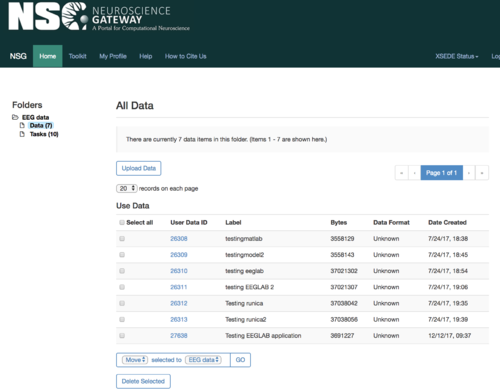 NSG NEUROSCIENCE
GATEWAY
A Portal for Computational Neuroscience
NSG Home Toolkit My Profile Help How to Cite Us XSEDE Status
Folders
EEG data
Data (7)
Tasks (10)
All Data
There are currently 7 data items in this folder. (Items 1 - 7 are shown here.)
Upload Data
« ‹ Page 1 of 1 › »
20 records on each page
Use Data
Select all User Data ID Label Bytes Data Format Date Created
26308 testingmatlab 3558129 Unknown 7/24/17, 18:38
26309 testingmodel2 3558143 Unknown 7/24/17, 18:45
26310 testing eeglab 37021302 Unknown 7/24/17, 18:54
26311 testing EEGLAB 2 37021307 Unknown 7/24/17, 19:06
26312 Testing runica 37038042 Unknown 7/24/17, 19:35
26313 Testing runica2 37038056 Unknown 7/24/17, 19:39
27638 Testing EEGLAB application 3691227 Unknown 12/12/17, 09:37
Move selected to EEG data GO
Delete Selected